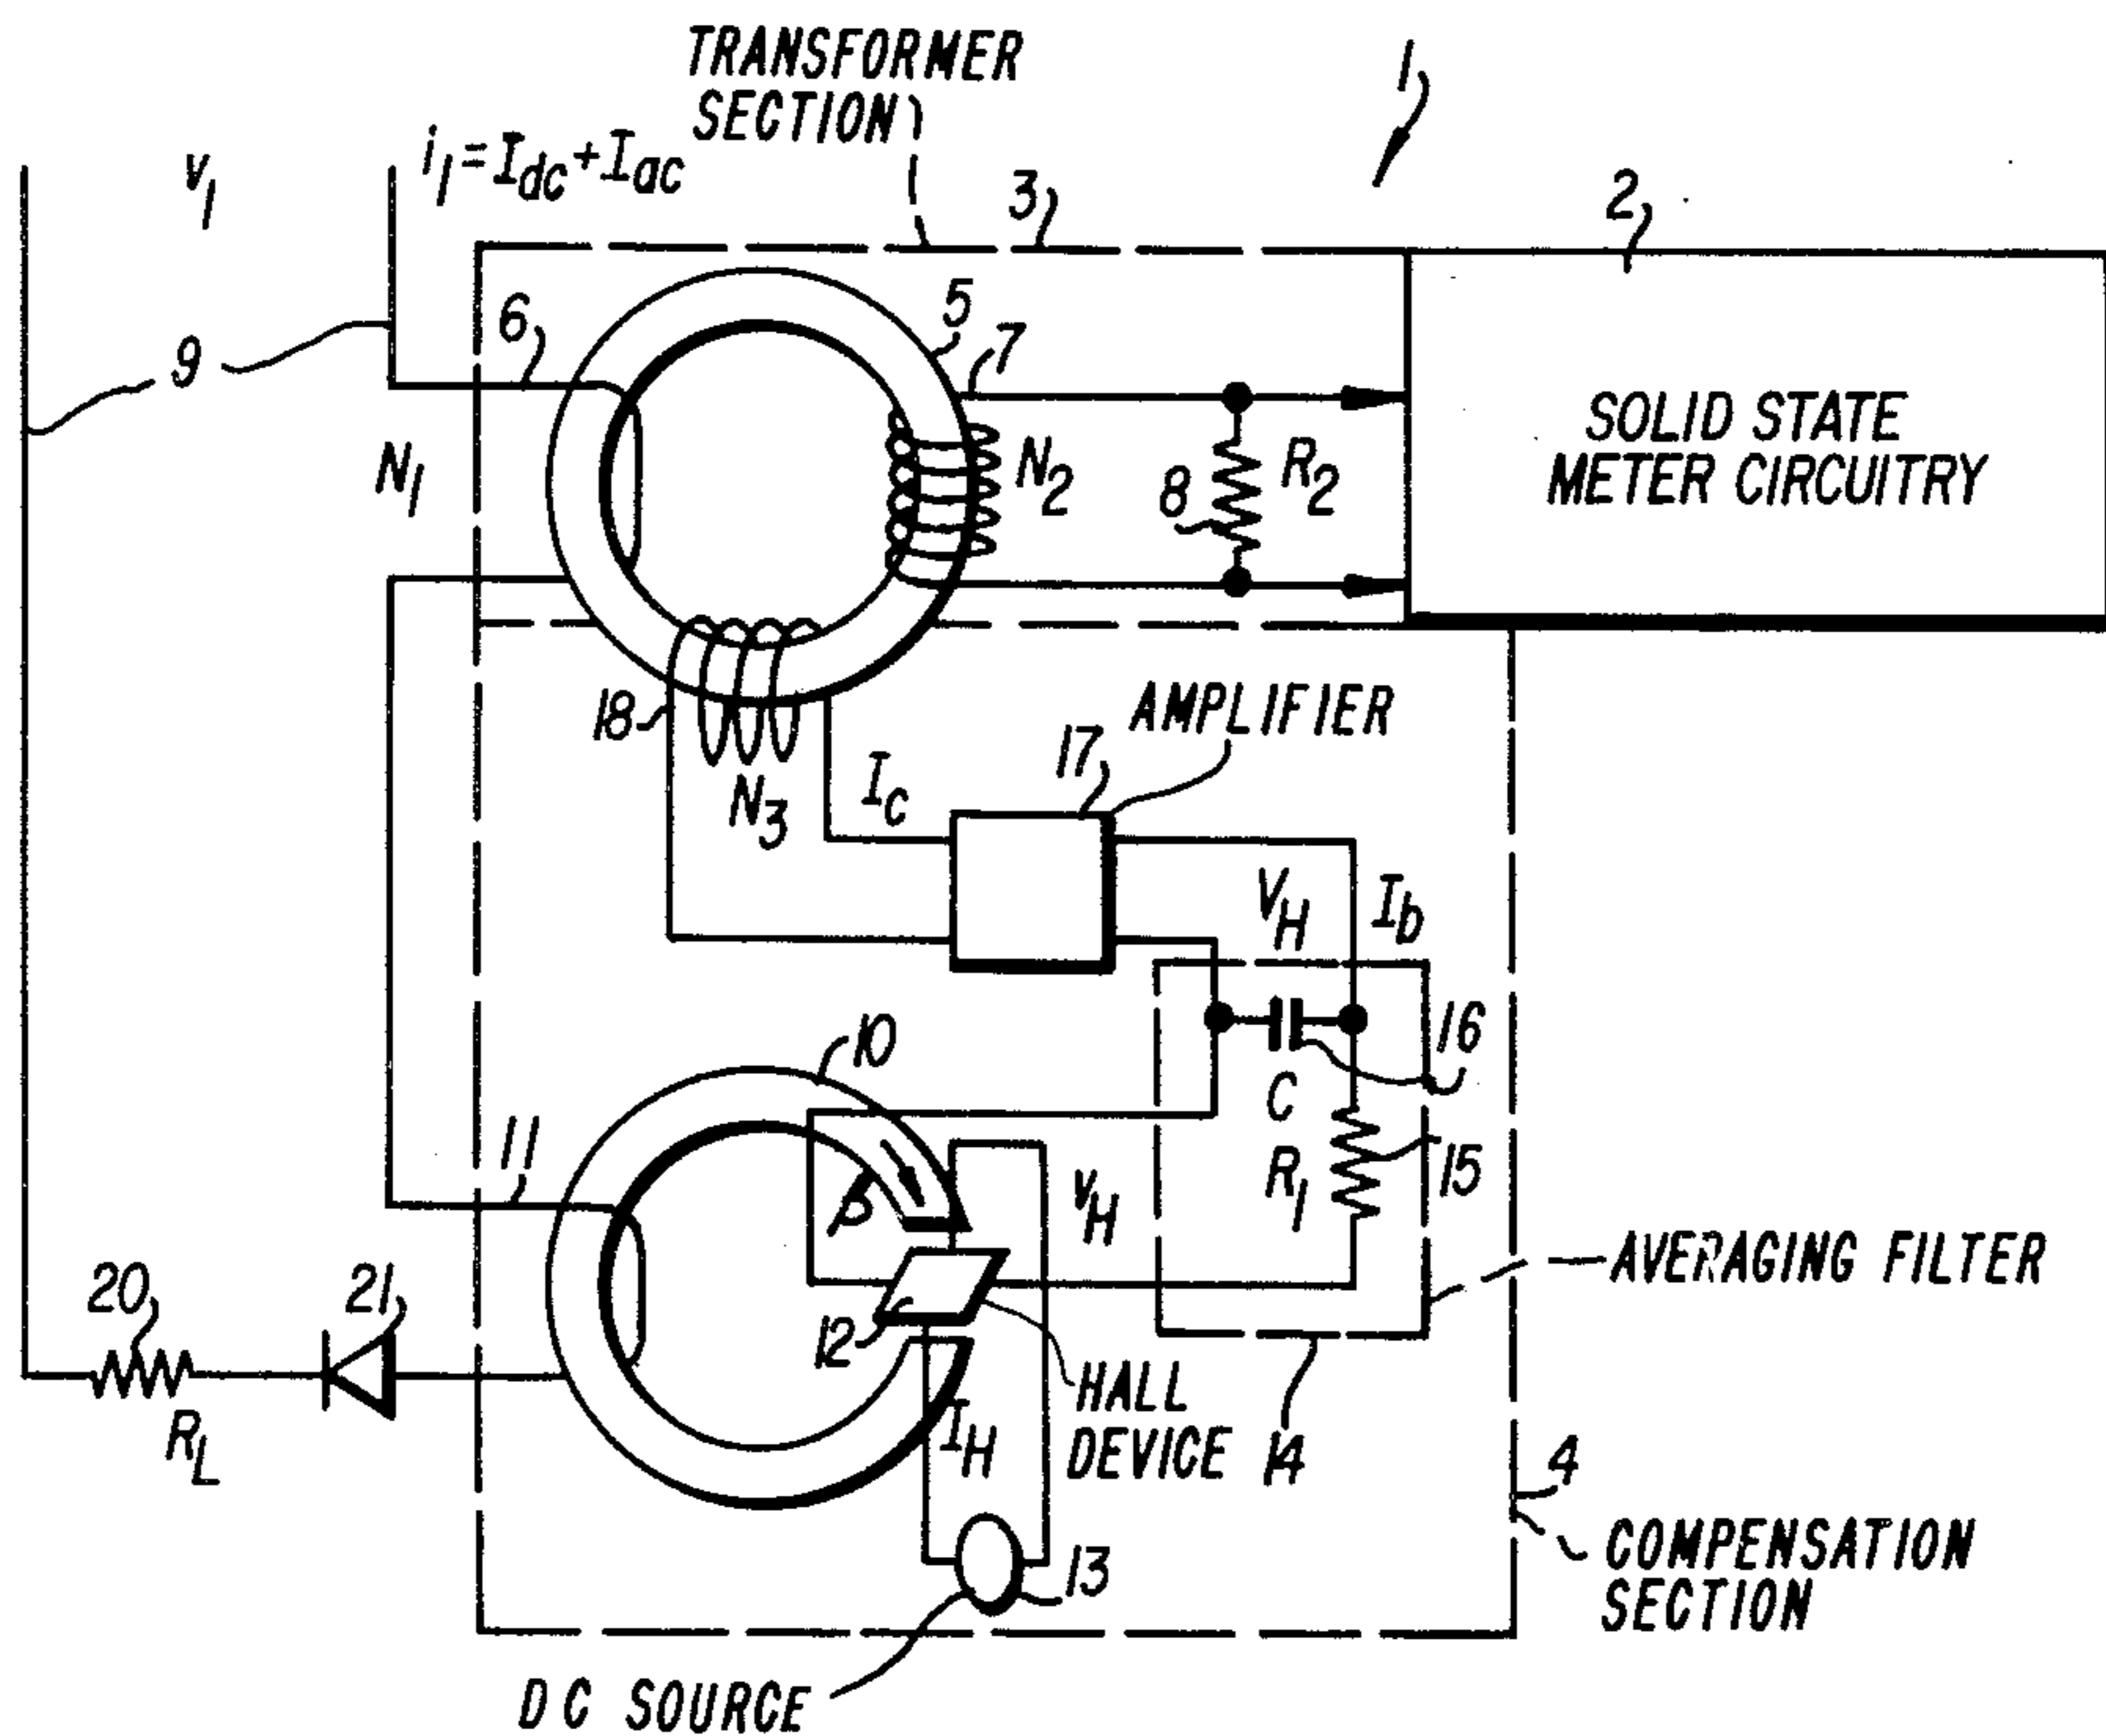 TRANSFORMER
SECTION
1
V1
i1=Idc+Iac
3
2
6
5
7
9
N1
N2
8
R2
SOLID STATE
METER CIRCUITRY
18
AMPLIFIER
17
N3
Ic
VH
Ib
10
16
C
11
R1
15
VH
AVERAGING FILTER
20
21
12
HALL
DEVICE
14
RL
IH
4
13
COMPENSATION
SECTION
DC SOURCE